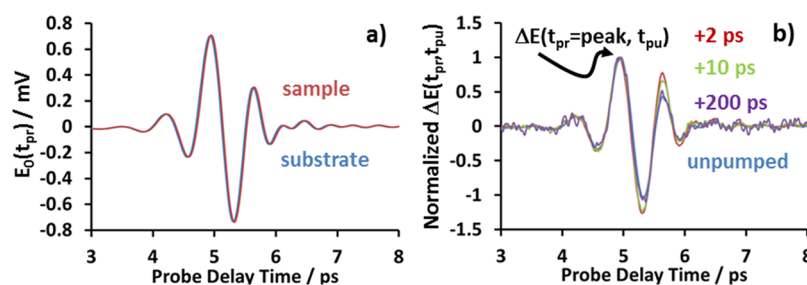 0.8
0.6
0.4
0.2
0
-0.2
-0.4
-0.6
-0.8
E₀(tₚᵣ) / mV
a)
sample
substrate
3 4 5 6 7 8
Probe Delay Time / ps
1.5
1
0.5
0
-0.5
-1
-1.5
Normalized ΔE(tₚᵣ,tₚᵤ)
ΔE(tₚᵣ=peak, tₚᵤ)
b)
+2 ps
+10 ps
+200 ps
unpumped
3 4 5 6 7 8
Probe Delay Time / ps